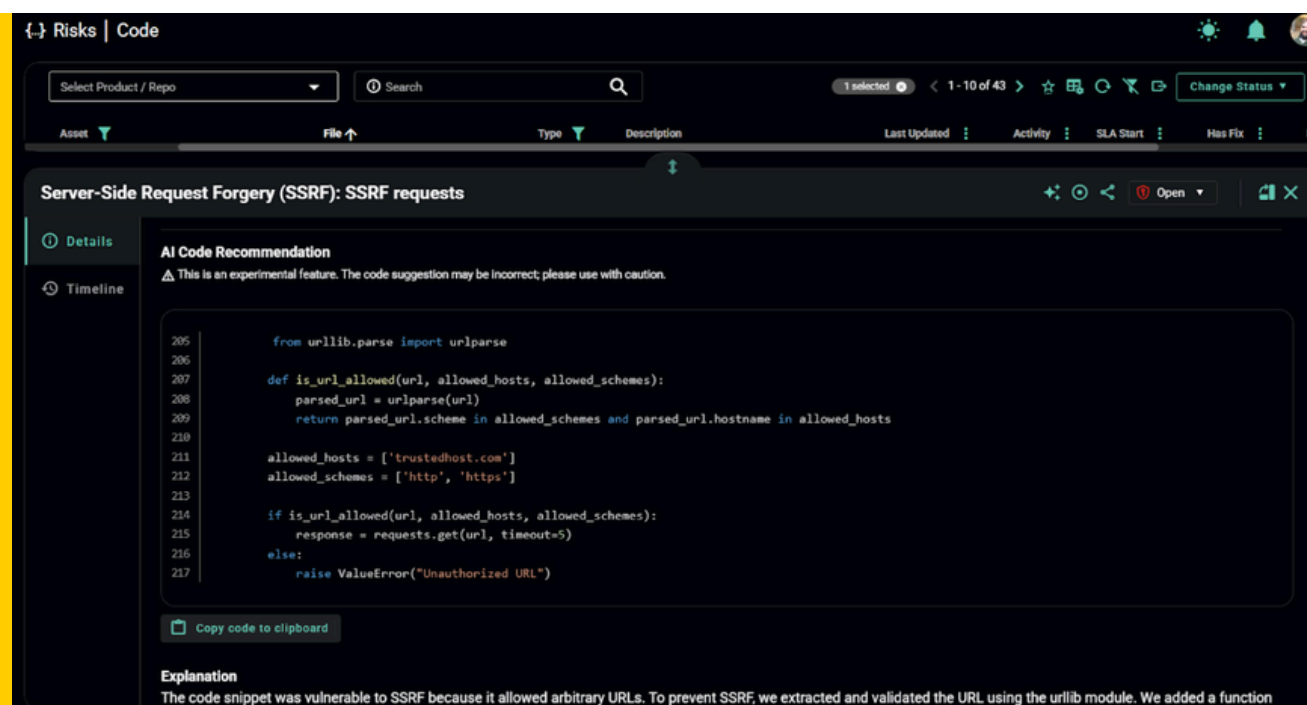 {..} Risks | Code
Select Product / Repo
Search
1 selected
1 - 10 of 43
Change Status
Asset File Type Description Last Updated Activity SLA Start Has Fix
Server-Side Request Forgery (SSRF): SSRF requests
Open
Details
Timeline
AI Code Recommendation
This is an experimental feature. The code suggestion may be incorrect; please use with caution.
205 from urllib.parse import urlparse
206
207 def is_url_allowed(url, allowed_hosts, allowed_schemes):
208 parsed_url = urlparse(url)
209 return parsed_url.scheme in allowed_schemes and parsed_url.hostname in allowed_hosts
210
211 allowed_hosts = ['trustedhost.com']
212 allowed_schemes = ['http', 'https']
213
214 if is_url_allowed(url, allowed_hosts, allowed_schemes):
215 response = requests.get(url, timeout=5)
216 else:
217 raise ValueError("Unauthorized URL")
Copy code to clipboard
Explanation
The code snippet was vulnerable to SSRF because it allowed arbitrary URLs. To prevent SSRF, we extracted and validated the URL using the urllib module. We added a function